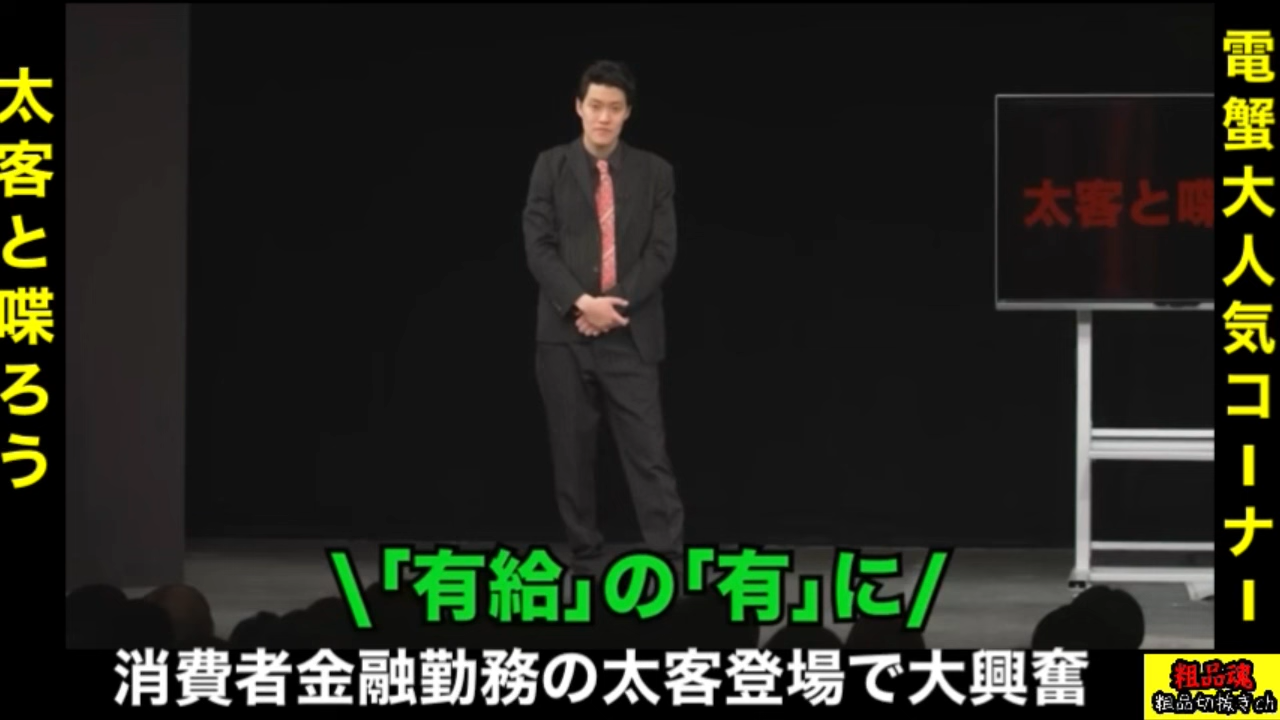 太客と喋ろう
電蟹大人気コーナー
太客と喋
\「有給」の「有」に/
消費者金融勤務の太客登場で大興奮
粗品魂
粗品切抜きch